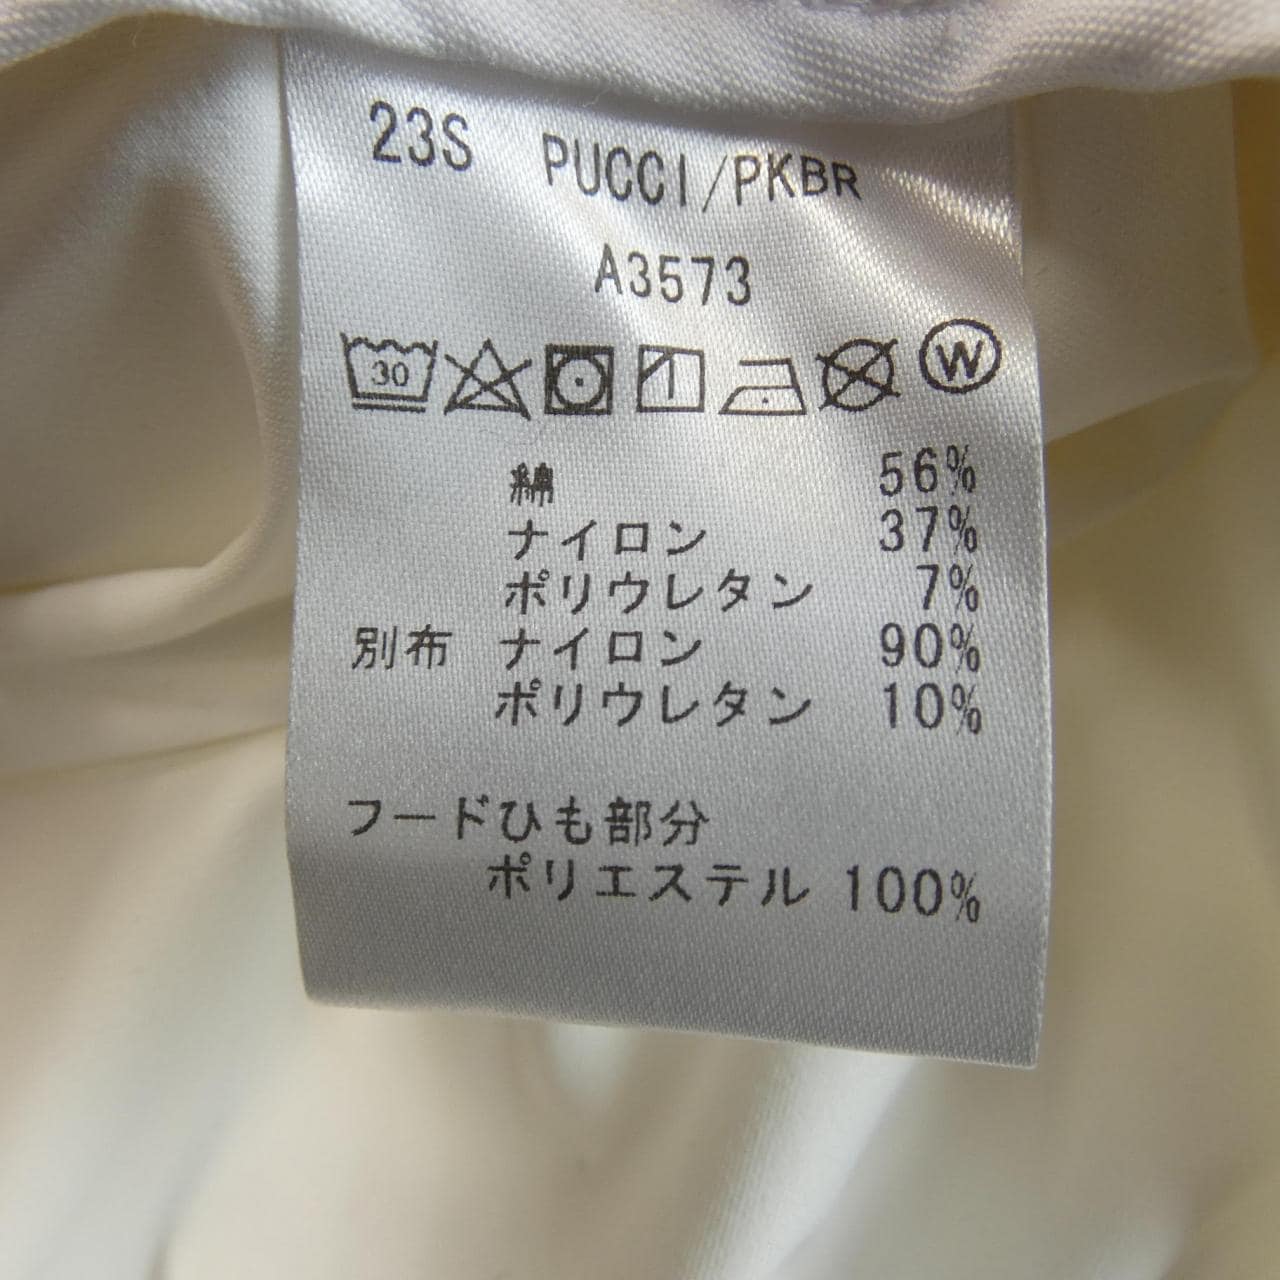 23S PUCCI/PKBR
A3573
30 W
綿 56%
ナイロン 37%
ポリウレタン 7%
別布 ナイロン 90%
ポリウレタン 10%
フードひも部分
ポリエステル 100%